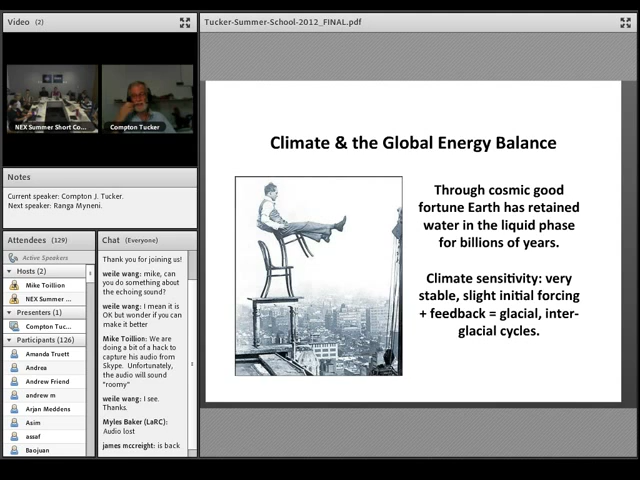 Video (2)
NEX Summer Short Co...
Compton Tucker
Notes
Current speaker: Compton J. Tucker.
Next speaker: Ranga Myneni.
Attendees (129)
Active Speakers
Hosts (2)
Mike Toillion
NEX Summer ...
Presenters (1)
Compton Tuc...
Participants (126)
Amanda Truett
Andrea
Andrew Friend
andrew m
Arjan Meddens
Asim
assaf
Baojuan
Chat (Everyone)
Thank you for joining us!
weile wang: mike, can
you do something about
the echoing sound?
weile wang: I mean it is
OK but wonder if you can
make it better
Mike Toillion: We are
doing a bit of a hack to
capture his audio from
Skype. Unfortunately,
the audio will sound
"roomy"
weile wang: I see.
Thanks.
Myles Baker (LaRC):
Audio lost
james mccreight: is back
Tucker-Summer-School-2012_FINAL.pdf
Climate & the Global Energy Balance
Through cosmic good
fortune Earth has retained
water in the liquid phase
for billions of years.
Climate sensitivity: very
stable, slight initial forcing
+ feedback = glacial, inter-
glacial cycles.